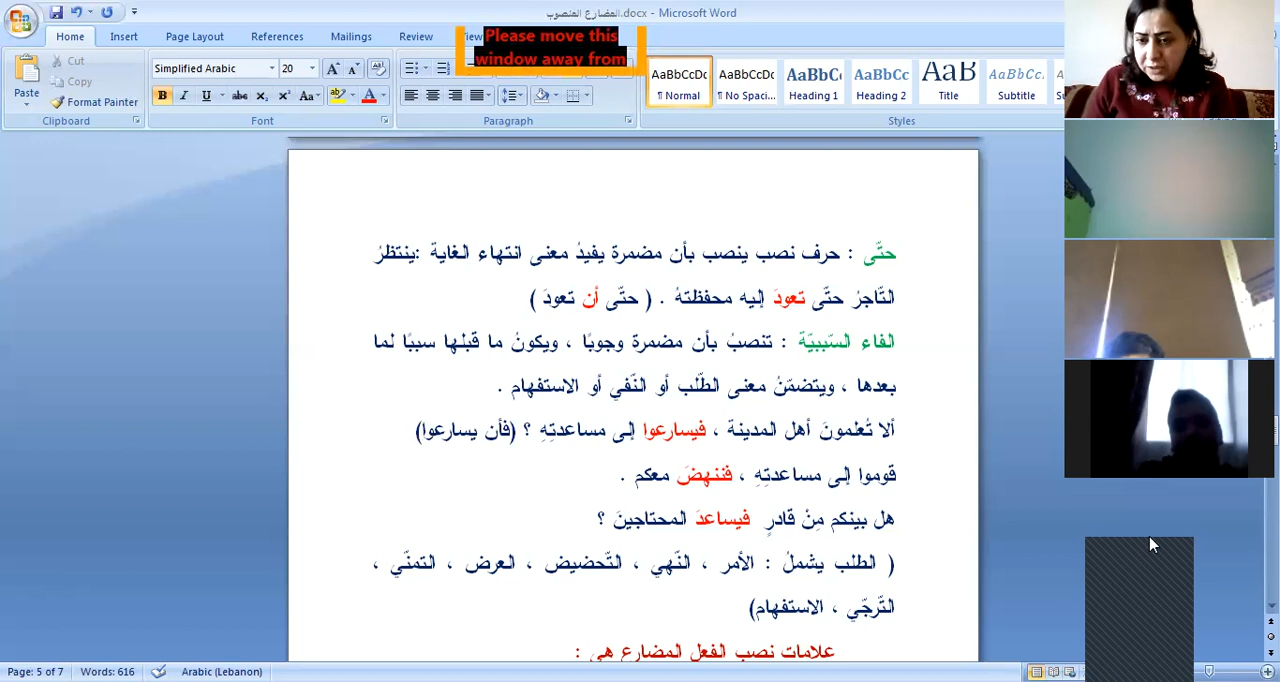 المضارع المنصوب.docx - Microsoft Word
Home Insert Page Layout References Mailings Review
Please move this
window away from
Paste
Cut
Copy
Format Painter
Clipboard
Simplified Arabic 20
Font
Paragraph
AaBbCcDc AaBbCcDc AaBbC AaBbCc AaB AaBbCc
¶ Normal ¶ No Spaci... Heading 1 Heading 2 Title Subtitle
Styles
حتّى : حرف نصب ينصب بأن مضمرة يفيدُ معنى انتهاء الغاية :ينتظرُ
التّاجرُ حتّى تعودَ إليه محفظتهُ . ( حتّى أن تعودَ )
الفاء السّببيّة : تنصبُ بأن مضمرة وجوبًا ، ويكونُ ما قبلها سببًا لما
بعدها ، ويتضمّنُ معنى الطّلب أو النّفي أو الاستفهام .
ألا تُعلمونَ أهل المدينة ، فيسارعوا إلى مساعدتِهِ ؟ (فأن يسارعوا)
قوموا إلى مساعدتِهِ ، فننهضَ معكم .
هل بينكم مِنْ قادرٍ فيساعدَ المحتاجينَ ؟
( الطلب يشملُ : الأمر ، النّهي ، التّحضيض ، العرض ، التمنّي ،
التّرجّي ، الاستفهام)
علامات نصب الفعل المضارع هي :
Page: 5 of 7 Words: 616 Arabic (Lebanon)